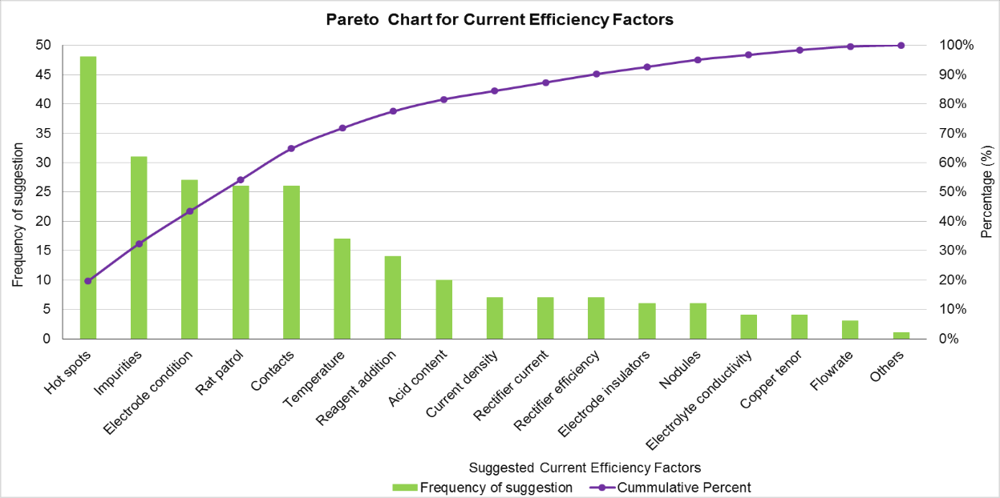 Pareto  Chart for Current Efficiency Factors
Frequency of suggestion
50
45
40
35
30
25
20
15
10
5
0
100%
90%
80%
70%
60%
50%
40%
30%
20%
10%
0%
Percentage (%)
Hot spots
Impurities
Electrode condition
Rat patrol
Contacts
Temperature
Reagent addition
Acid content
Current density
Rectifier current
Rectifier efficiency
Electrode insulators
Nodules
Electrolyte conductivity
Copper tenor
Flowrate
Others
Suggested Current Efficiency Factors
Frequency of suggestion
Cummulative Percent